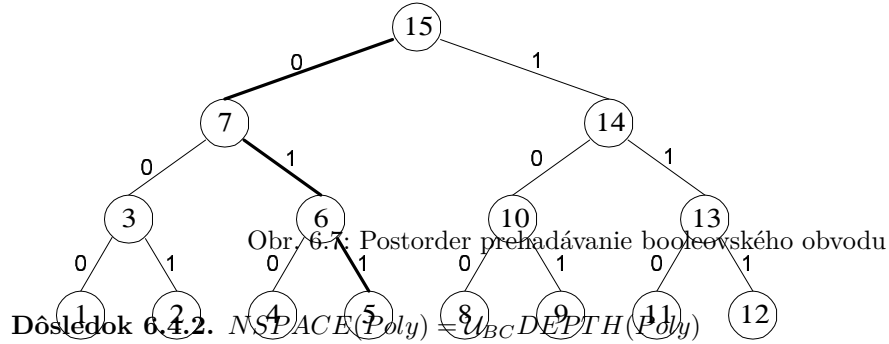 15
0 1
7 14
0 1 0 1
3 6 10 13
Obr. 6.7: Postorder prehadávanie booleovského obvodu
0 1 0 1 0 1 0 1
1 2 4 5 8 9 11 12
Dôsledok 6.4.2. NSPACE(Poly) = U_{BC}DEPTH(Poly)